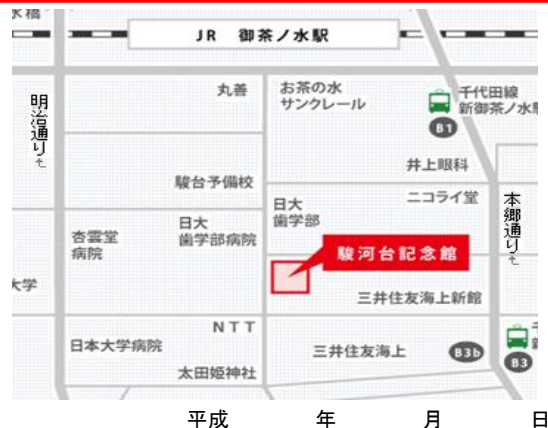 JR 御茶ノ水駅
丸善
お茶の水
サンクレール
千代田線
新御茶ノ水
B1
明治通り
井上眼科
駿台予備校
日大
歯学部
ニコライ堂
本郷通り
杏雲堂
病院
日大
歯学部病院
駿河台記念館
大学
三井住友海上新館
NTT
日本大学病院
三井住友海上
B3b
B3
太田姫神社
平成 年 月 日